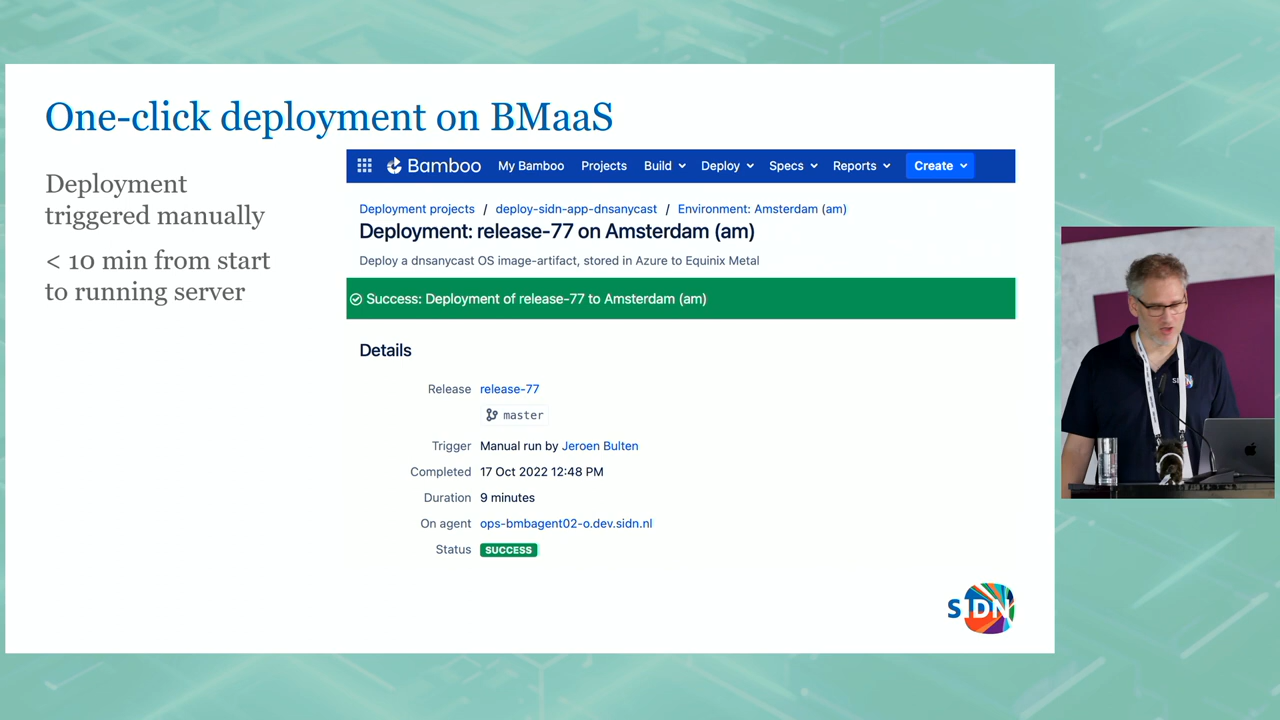 One-click deployment on BMaaS
Deployment
triggered manually
< 10 min from start
to running server
Bamboo My Bamboo Projects Build Deploy Specs Reports Create
Deployment projects / deploy-sidn-app-dnsanycast / Environment: Amsterdam (am)
Deployment: release-77 on Amsterdam (am)
Deploy a dnsanycast OS image-artifact, stored in Azure to Equinix Metal
Success: Deployment of release-77 to Amsterdam (am)
Details
Release release-77
master
Trigger Manual run by Jeroen Bulten
Completed 17 Oct 2022 12:48 PM
Duration 9 minutes
On agent ops-bmbagent02-o.dev.sidn.nl
Status SUCCESS
SIDN
SIDN